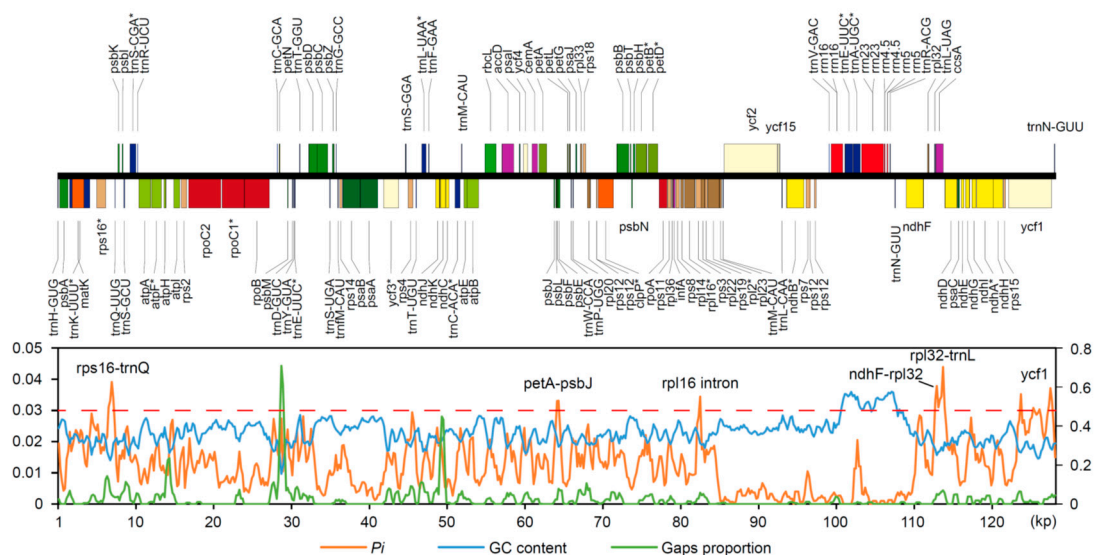 psbK
psbI
trnS-CGA*
trnR-UCU
trnC-GCA
petN
trnT-GGU
psbD
psbC
psbZ
trnG-GCC
trnS-GGA
trnL-UAA*
trnF-GAA
trnM-CAU
rbcL
accD
psaI
ycf4
cemA
petA
petL
petG
psaJ
rpl33
rps18
psbB
psbT
psbH
petB*
petD*
ycf2
ycf15
trnV-GAC
rrn16
rrn16
trnE-UUC*
trnA-UGC*
rrn23
rrn23
rrn4.5
rrn4.5
rrn5
rrn5
trnR-ACG
rpl32
trnL-UAG
ccsA
trnN-GUU
trnH-GUG
psbA
trnK-UUU*
matK
rps16*
trnQ-UUG
trnS-GCU
atpA
atpF*
atpH
atpI
rps2
rpoC2
rpoC1*
rpoB
psbM
trnD-GUC
trnY-GUA
trnE-UUC*
trnS-UGA
trnfM-CAU
rps14
psaB
psaA
ycf3*
rps4
trnT-UGU
ndhJ
ndhK
ndhC
trnC-ACA*
atpE
atpB
psbJ
psbL
psbF
psbE
trnW-CCA
trnP-UGG
rpl20
rps12
rps12
clpP*
psbN
rpoA
rps11
rpl36
infA
rps8
rpl14
rpl16*
rps3
rpl22
rps19
rpl2*
rpl23
trnM-CAU
trnL-CAA
ndhB*
rps7
rps12
trnN-GUU
ndhF
ndhD
psaC
ndhE
ndhG
ndhI
ndhA*
ndhH
rps15
ycf1
rps16-trnQ
petA-psbJ
rpl16 intron
ndhF-rpl32
rpl32-trnL
ycf1
0.05
0.04
0.03
0.02
0.01
0
0.8
0.6
0.4
0.2
0
1 10 20 30 40 50 60 70 80 90 100 110 120 (kp)
Pi GC content Gaps proportion